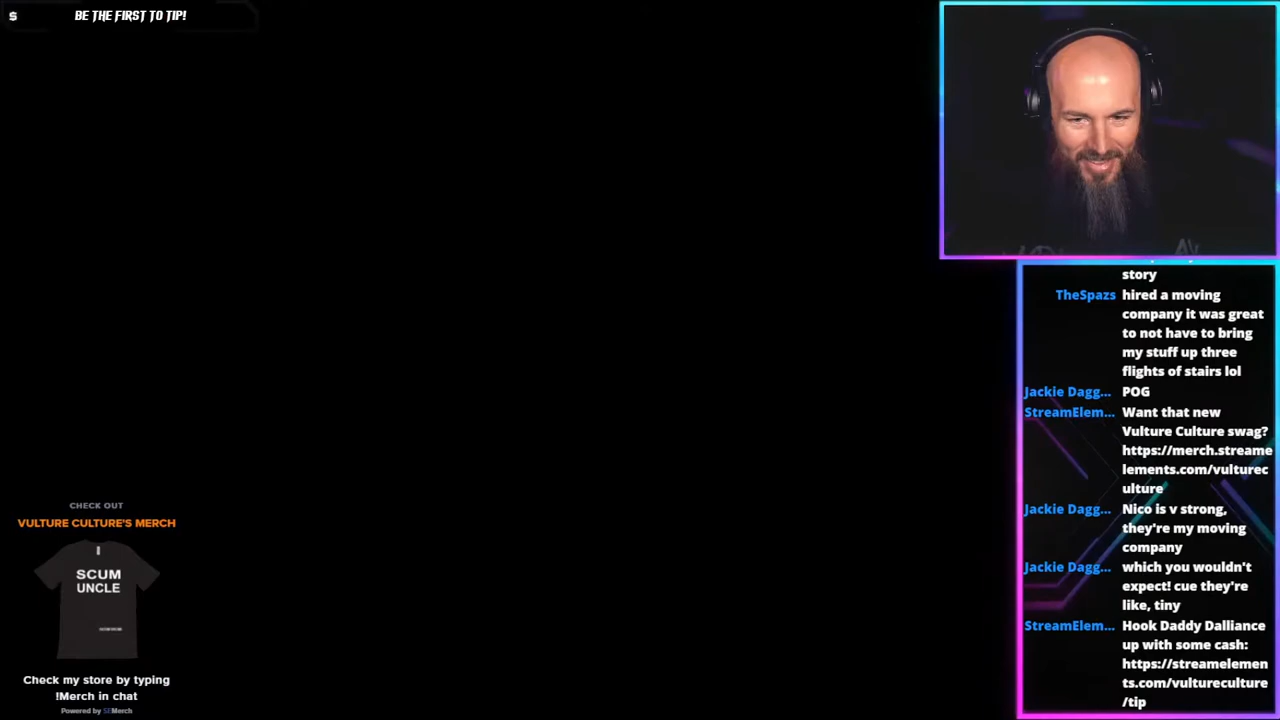 $ BE THE FIRST TO TIP!
story
TheSpazs hired a moving
company it was great
to not have to bring
my stuff up three
flights of stairs lol
Jackie Dagg... POG
StreamElem... Want that new
Vulture Culture swag?
https://merch.streame
lements.com/vulturec
ulture
Jackie Dagg... Nico is v strong,
they're my moving
company
Jackie Dagg... which you wouldn't
expect! cue they're
like, tiny
StreamElem... Hook Daddy Dalliance
up with some cash:
https://streamelemen
ts.com/vultureculture
/tip
CHECK OUT
VULTURE CULTURE'S MERCH
SCUM
UNCLE
Check my store by typing
!Merch in chat
Powered by SEMerch